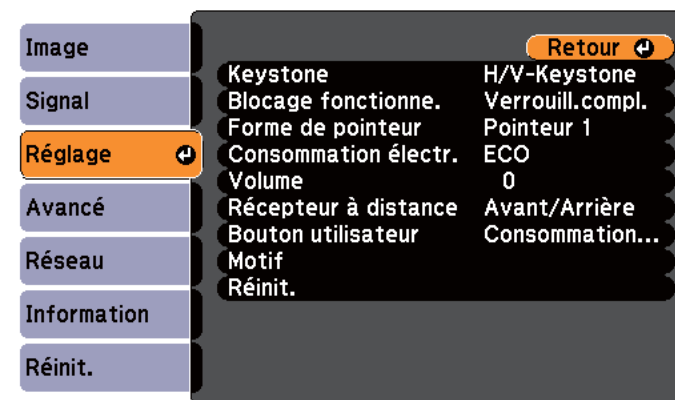 Image
Signal
Réglage
Avancé
Réseau
Information
Réinit.
Retour
Keystone H/V-Keystone
Blocage fonctionne. Verrouill.compl.
Forme de pointeur Pointeur 1
Consommation électr. ECO
Volume 0
Récepteur à distance Avant/Arrière
Bouton utilisateur Consommation...
Motif
Réinit.